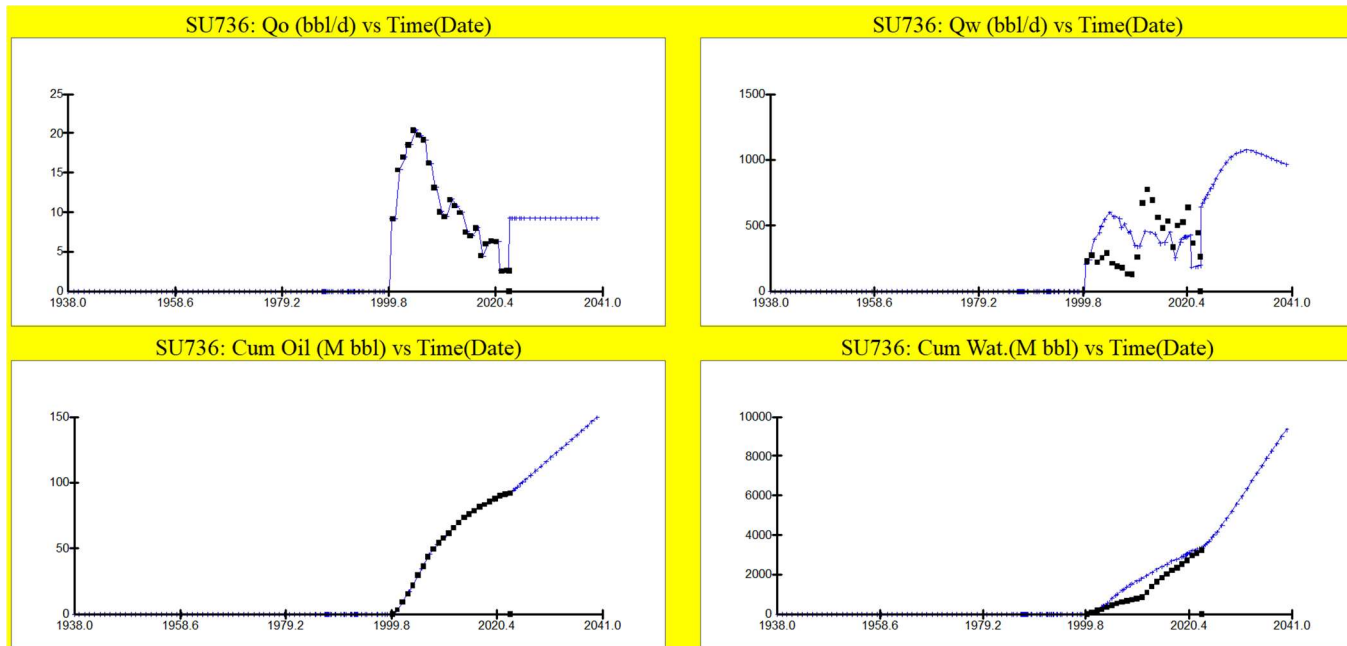 SU736: Qo (bbl/d) vs Time(Date)
25
20
15
10
5
0
1938.0 1958.6 1979.2 1999.8 2020.4 2041.0
SU736: Qw (bbl/d) vs Time(Date)
1500
1000
500
0
1938.0 1958.6 1979.2 1999.8 2020.4 2041.0
SU736: Cum Oil (M bbl) vs Time(Date)
150
100
50
0
1938.0 1958.6 1979.2 1999.8 2020.4 2041.0
SU736: Cum Wat.(M bbl) vs Time(Date)
10000
8000
6000
4000
2000
0
1938.0 1958.6 1979.2 1999.8 2020.4 2041.0